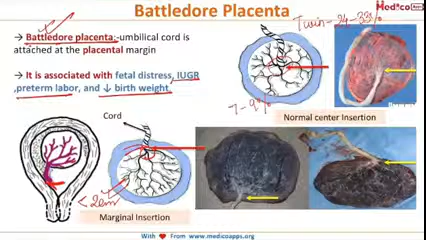 Battledore Placenta
Medico Apps
→ Battledore placenta:-umbilical cord is
attached at the placental margin
→ It is associated with fetal distress, IUGR
,preterm labor, and ↓ birth weight
Twin - 24-33%
7-9%
Normal center Insertion
Cord
<2cm
Marginal Insertion
With ❤ From www.medicoapps.org